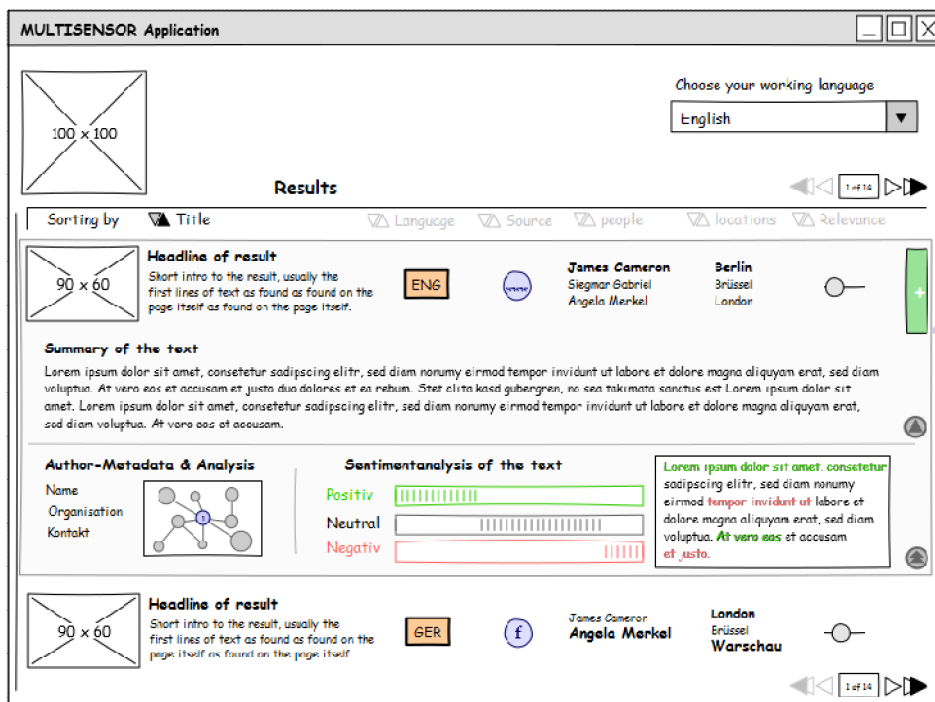 MULTISENSOR Application
Choose your working language
100 x 100
English
Results
1 of 14
Sorting by Title Language Source people locations Relevance
Headline of result
Short intro to the result, usually the
first lines of text as found as found on the
page itself as found on the page itself.
90 x 60
ENG
www
James Cameron
Siegmar Gabriel
Angela Merkel
Berlin
Brüssel
London
+
Summary of the text
Lorem ipsum dolor sit amet, consetetur sadipscing elitr, sed diam nonumy eirmod tempor invidunt ut labore et dolore magna aliquyam erat, sed diam
voluptua. At vero eos et accusam et justo duo dolores et ea rebum. Stet clita kasd gubergren, no sea takimata sanctus est Lorem ipsum dolor sit
amet. Lorem ipsum dolor sit amet, consetetur sadipscing elitr, sed diam nonumy eirmod tempor invidunt ut labore et dolore magna aliquyam erat,
sed diam voluptua. At vero eos et accusam.
Author-Metadata & Analysis
Name
Organisation
Kontakt
1
Sentimentanalysis of the text
Positiv
Neutral
Negativ
Lorem ipsum dolor sit amet, consetetur
sadipscing elitr, sed diam nonumy
eirmod tempor invidunt ut labore et
dolore magna aliquyam erat, sed diam
voluptua. At vero eos et accusam
et justo.
Headline of result
Short intro to the result, usually the
first lines of text as found as found on the
page itself as found on the page itself
90 x 60
GER
f
James Cameron
Angela Merkel
London
Brüssel
Warschau
1 of 14